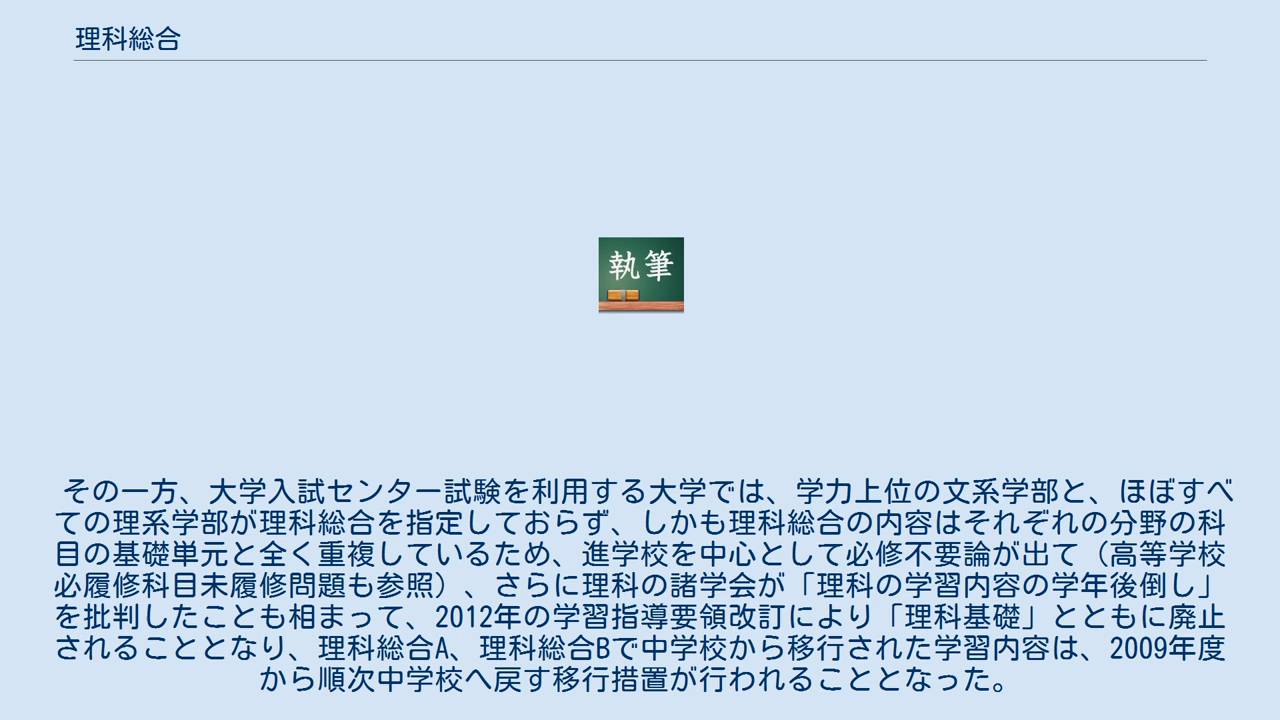 理科総合
執筆
その一方、大学入試センター試験を利用する大学では、学力上位の文系学部と、ほぼすべ
ての理系学部が理科総合を指定しておらず、しかも理科総合の内容はそれぞれの分野の科
目の基礎単元と全く重複しているため、進学校を中心として必修不要論が出て（高等学校
必履修科目未履修問題も参照）、さらに理科の諸学会が「理科の学習内容の学年後倒し」
を批判したことも相まって、2012年の学習指導要領改訂により「理科基礎」とともに廃止
されることとなり、理科総合A、理科総合Bで中学校から移行された学習内容は、2009年度
から順次中学校へ戻す移行措置が行われることとなった。